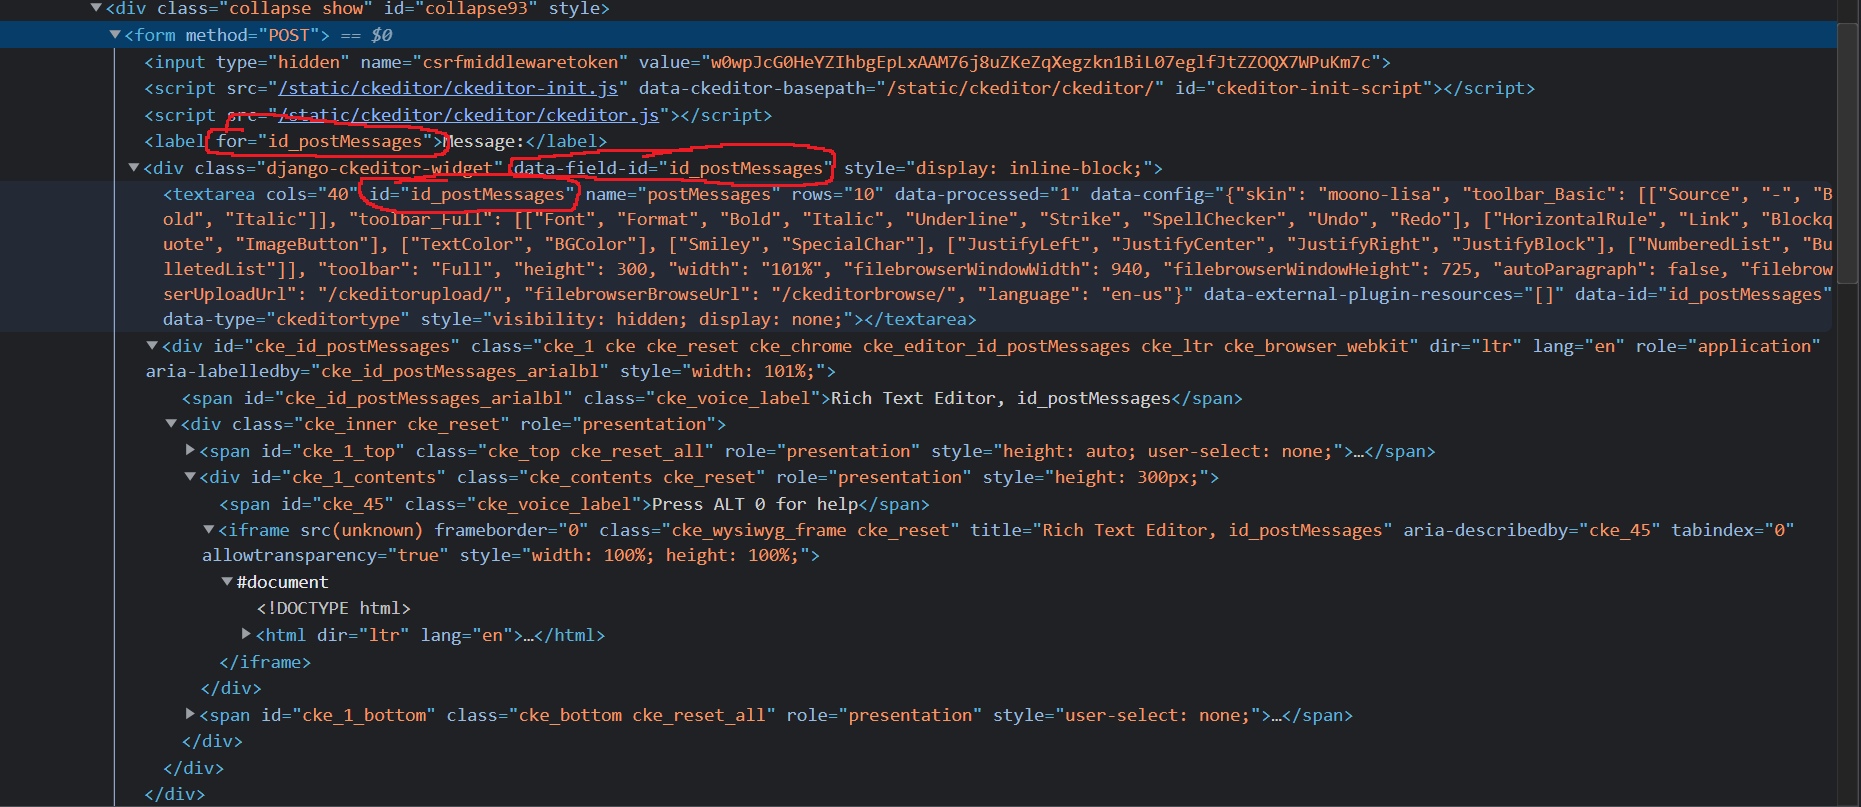 <div class="collapse show" id="collapse93" style>
<form method="POST"> == $0
<input type="hidden" name="csrfmiddlewaretoken" value="w0wpJcG0HeYZIhbgEpLxAAM76j8uZKeZqXegzkn1BiL07eglfJtZZOQX7WPuKm7c">
<script src="/static/ckeditor/ckeditor-init.js" data-ckeditor-basepath="/static/ckeditor/ckeditor/" id="ckeditor-init-script"></script>
<script src="/static/ckeditor/ckeditor/ckeditor.js"></script>
<label for="id_postMessages">Message:</label>
<div class="django-ckeditor-widget" data-field-id="id_postMessages" style="display: inline-block;">
<textarea cols="40" id="id_postMessages" name="postMessages" rows="10" data-processed="1" data-config="{"skin": "moono-lisa", "toolbar_Basic": [["Source", "-", "B
old", "Italic"]], "toolbar_Full": [["Font", "Format", "Bold", "Italic", "Underline", "Strike", "SpellChecker", "Undo", "Redo"], ["HorizontalRule", "Link", "Blockq
uote", "ImageButton"], ["TextColor", "BGColor"], ["Smiley", "SpecialChar"], ["JustifyLeft", "JustifyCenter", "JustifyRight", "JustifyBlock"], ["NumberedList", "Bu
lletedList"]], "toolbar": "Full", "height": 300, "width": "101%", "filebrowserWindowWidth": 940, "filebrowserWindowHeight": 725, "autoParagraph": false, "filebrow
serUploadUrl": "/ckeditorupload/", "filebrowserBrowseUrl": "/ckeditorbrowse/", "language": "en-us"}" data-external-plugin-resources="[]" data-id="id_postMessages"
data-type="ckeditortype" style="visibility: hidden; display: none;"></textarea>
<div id="cke_id_postMessages" class="cke_1 cke cke_reset cke_chrome cke_editor_id_postMessages cke_ltr cke_browser_webkit" dir="ltr" lang="en" role="application"
aria-labelledby="cke_id_postMessages_arialbl" style="width: 101%;">
<span id="cke_id_postMessages_arialbl" class="cke_voice_label">Rich Text Editor, id_postMessages</span>
<div class="cke_inner cke_reset" role="presentation">
<span id="cke_1_top" class="cke_top cke_reset_all" role="presentation" style="height: auto; user-select: none;">…</span>
<div id="cke_1_contents" class="cke_contents cke_reset" role="presentation" style="height: 300px;">
<span id="cke_45" class="cke_voice_label">Press ALT 0 for help</span>
<iframe src(unknown) frameborder="0" class="cke_wysiwyg_frame cke_reset" title="Rich Text Editor, id_postMessages" aria-describedby="cke_45" tabindex="0"
allowtransparency="true" style="width: 100%; height: 100%;">
#document
<!DOCTYPE html>
<html dir="ltr" lang="en">…</html>
</iframe>
</div>
<span id="cke_1_bottom" class="cke_bottom cke_reset_all" role="presentation" style="user-select: none;">…</span>
</div>
</div>
</div>